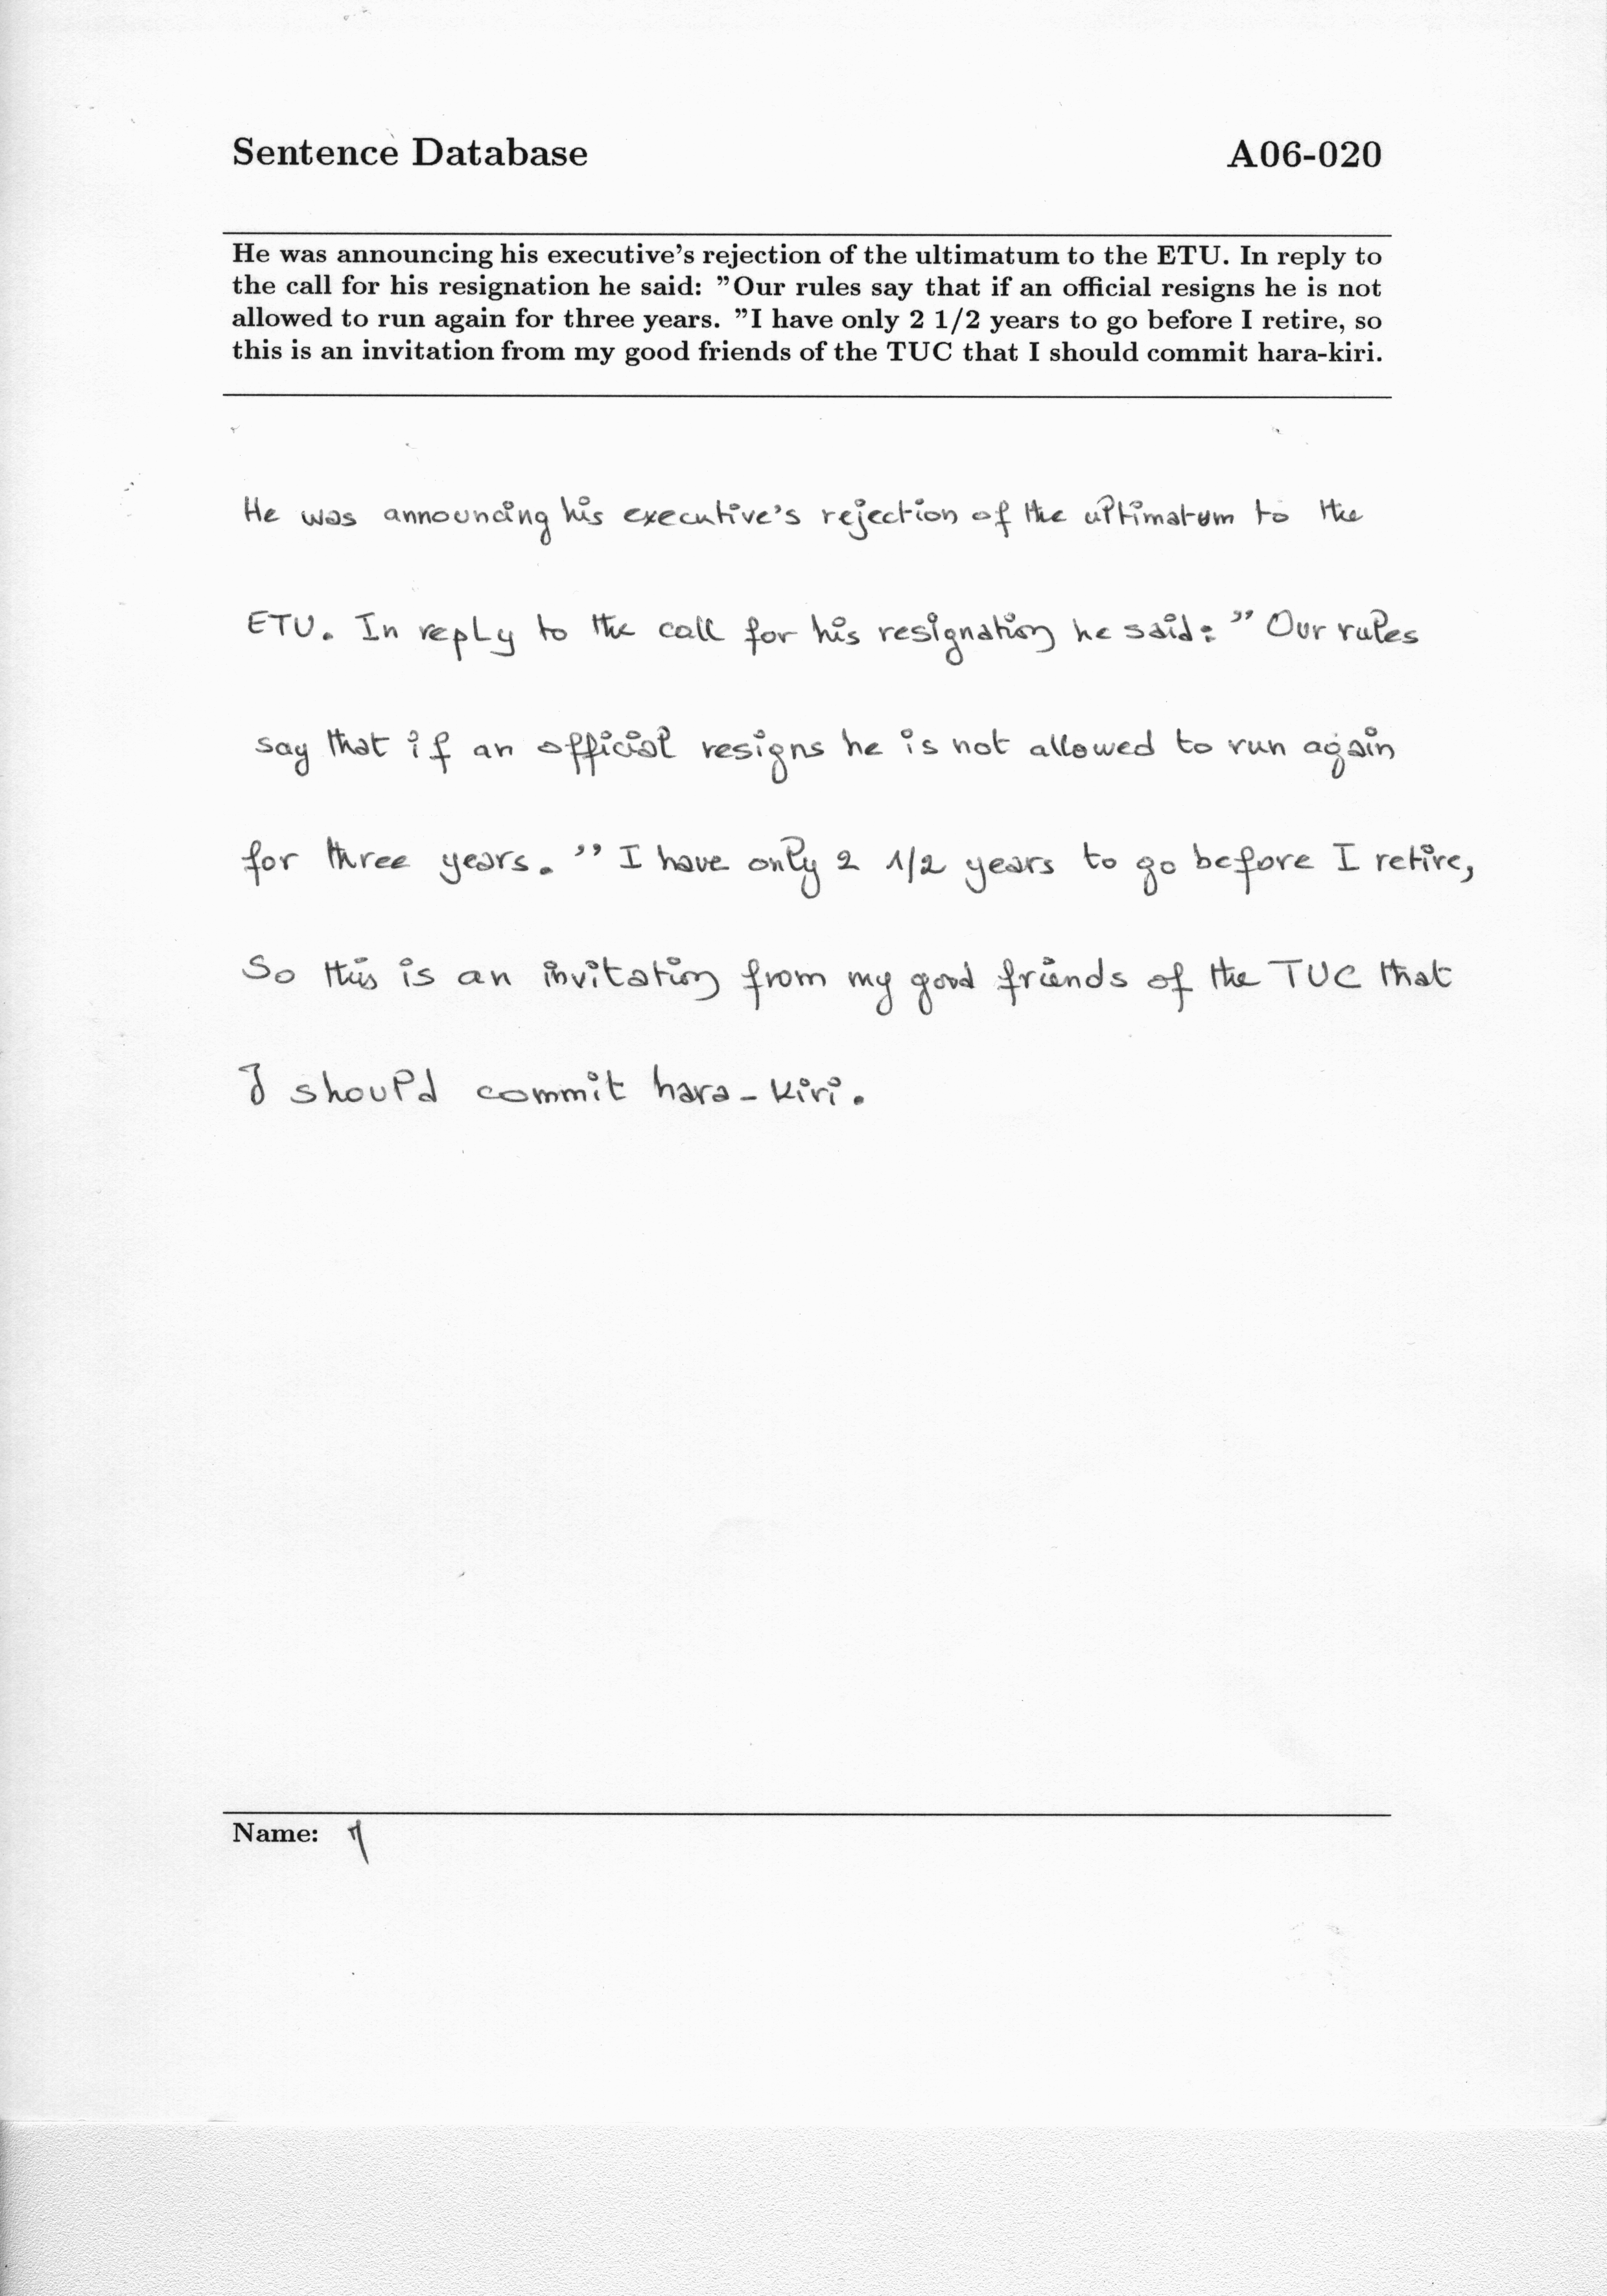 Sentence Database A06-020
He was announcing his executive's rejection of the ultimatum to the ETU. In reply to
the call for his resignation he said: "Our rules say that if an official resigns he is not
allowed to run again for three years. "I have only 2 1/2 years to go before I retire, so
this is an invitation from my good friends of the TUC that I should commit hara-kiri.
He was announcing his executive's rejection of the ultimatum to the
ETU. In reply to the call for his resignation he said: " Our rules
say that if an official resigns he is not allowed to run again
for three years. " I have only 2 1/2 years to go before I retire,
So this is an invitation from my good friends of the TUC that
I should commit hara-kiri.
Name: